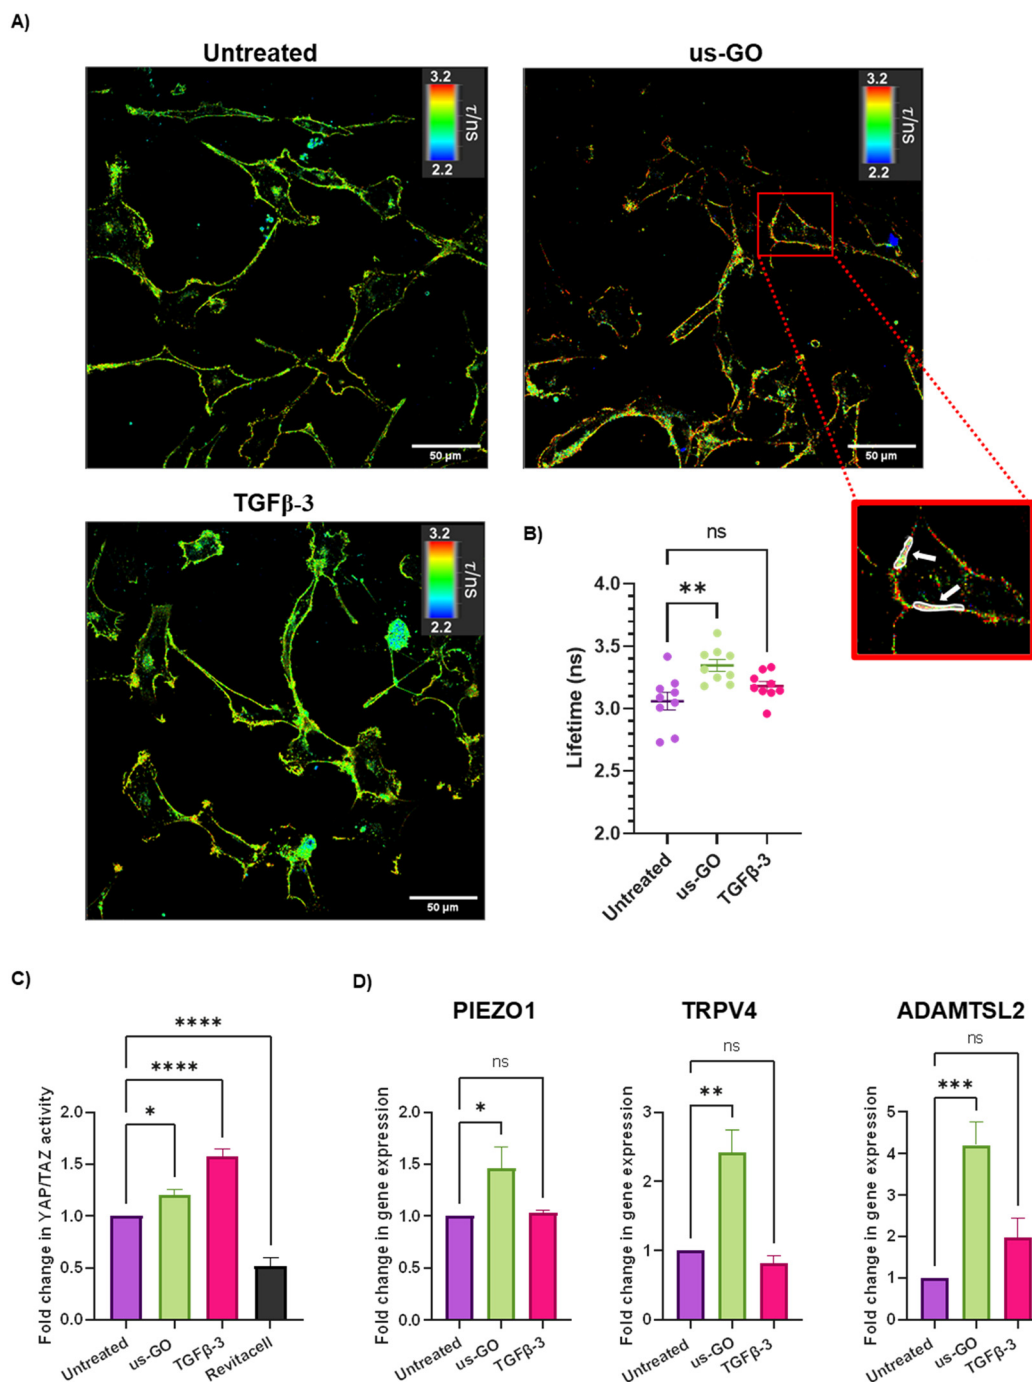 A)
Untreated
us-GO
3.2
τ/ns
2.2
50 µm
3.2
τ/ns
2.2
50 µm
TGFβ-3
3.2
τ/ns
2.2
50 µm
B)
ns
**
4.0
3.5
3.0
2.5
2.0
Lifetime (ns)
Untreated
us-GO
TGFβ-3
C)
****
****
*
2.0
1.5
1.0
0.5
0.0
Fold change in YAP/TAZ activity
Untreated
us-GO
TGFβ-3
Revitacell
D)
PIEZO1
ns
*
2.0
1.5
1.0
0.5
0.0
Fold change in gene expression
Untreated
us-GO
TGFβ-3
TRPV4
ns
**
3
2
1
0
Fold change in gene expression
Untreated
us-GO
TGFβ-3
ADAMTSL2
ns
***
5
4
3
2
1
0
Fold change in gene expression
Untreated
us-GO
TGFβ-3